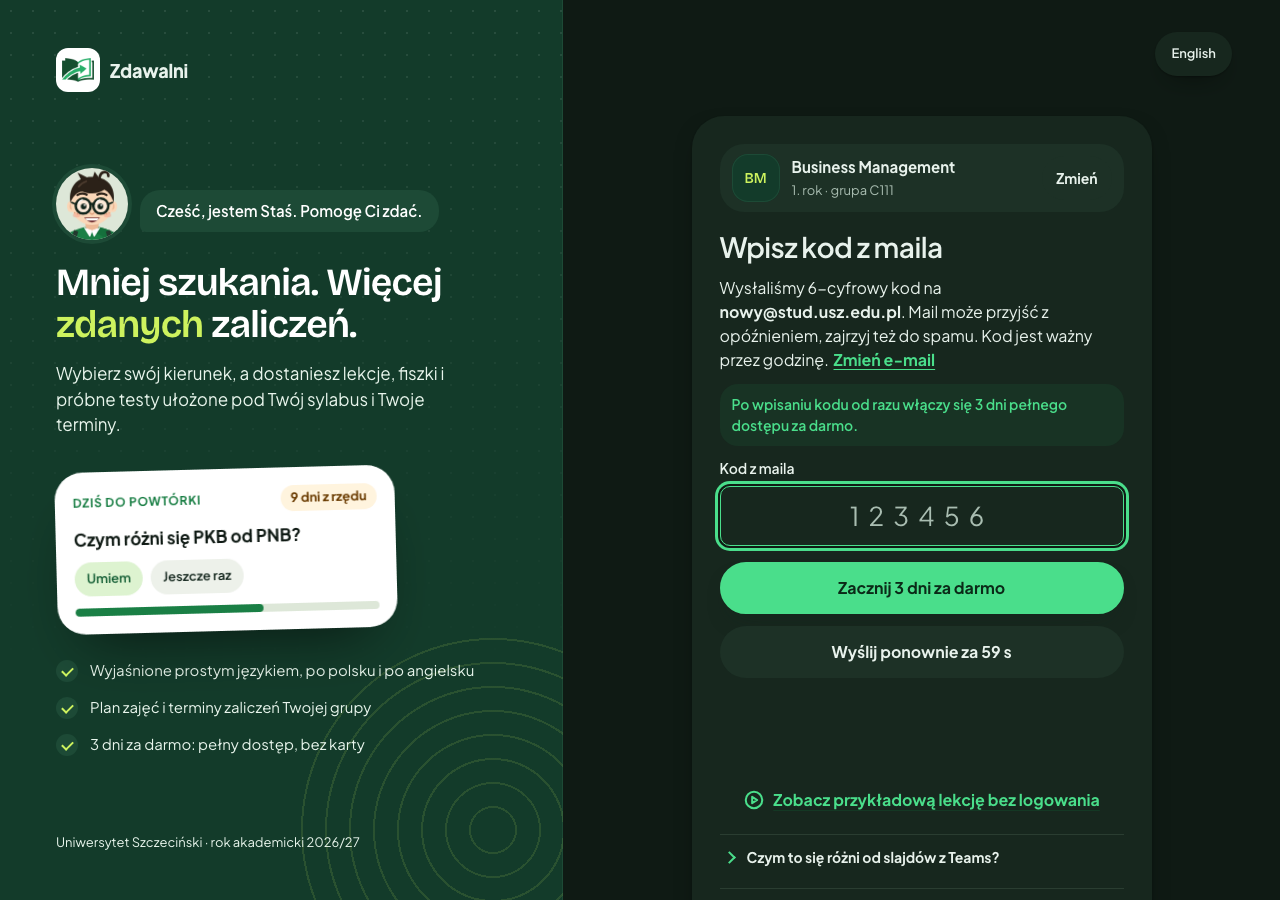 Zdawalni
Cześć, jestem Staś. Pomogę Ci zdać.
Mniej szukania. Więcej
zdanych zaliczeń.
Wybierz swój kierunek, a dostaniesz lekcje, fiszki i
próbne testy ułożone pod Twój sylabus i Twoje
terminy.
DZIŚ DO POWTÓRKI
9 dni z rzędu
Czym różni się PKB od PNB?
Umiem
Jeszcze raz
Wyjaśnione prostym językiem, po polsku i po angielsku
Plan zajęć i terminy zaliczeń Twojej grupy
3 dni za darmo: pełny dostęp, bez karty
Uniwersytet Szczeciński · rok akademicki 2026/27
English
BM
Business Management
1. rok · grupa C111
Zmień
Wpisz kod z maila
Wysłaliśmy 6-cyfrowy kod na
nowy@stud.usz.edu.pl. Mail może przyjść z
opóźnieniem, zajrzyj też do spamu. Kod jest ważny
przez godzinę. Zmień e-mail
Po wpisaniu kodu od razu włączy się 3 dni pełnego
dostępu za darmo.
Kod z maila
123456
Zacznij 3 dni za darmo
Wyślij ponownie za 59 s
Zobacz przykładową lekcję bez logowania
Czym to się różni od slajdów z Teams?